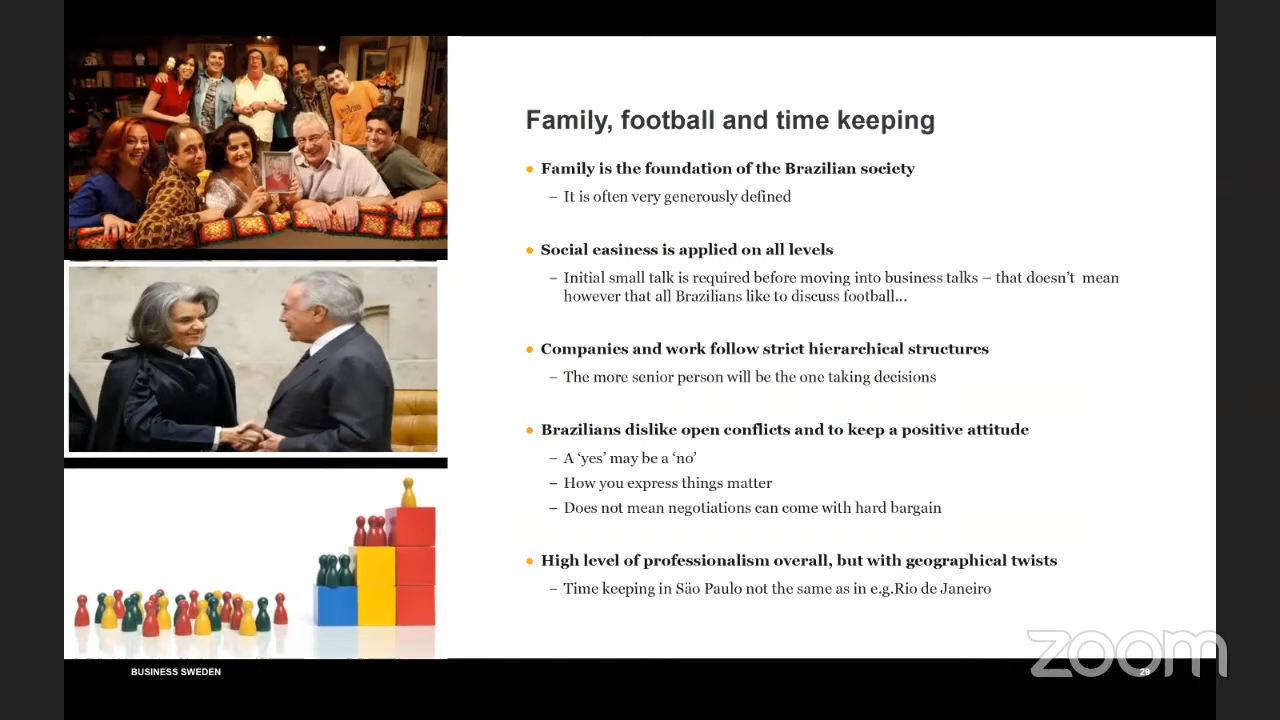 Family, football and time keeping
• Family is the foundation of the Brazilian society
– It is often very generously defined
• Social easiness is applied on all levels
– Initial small talk is required before moving into business talks – that doesn't mean
however that all Brazilians like to discuss football...
• Companies and work follow strict hierarchical structures
– The more senior person will be the one taking decisions
• Brazilians dislike open conflicts and to keep a positive attitude
– A 'yes' may be a 'no'
– How you express things matter
– Does not mean negotiations can come with hard bargain
• High level of professionalism overall, but with geographical twists
– Time keeping in Säo Paulo not the same as in e.g.Rio de Janeiro
zoom
BUSINESS SWEDEN
29